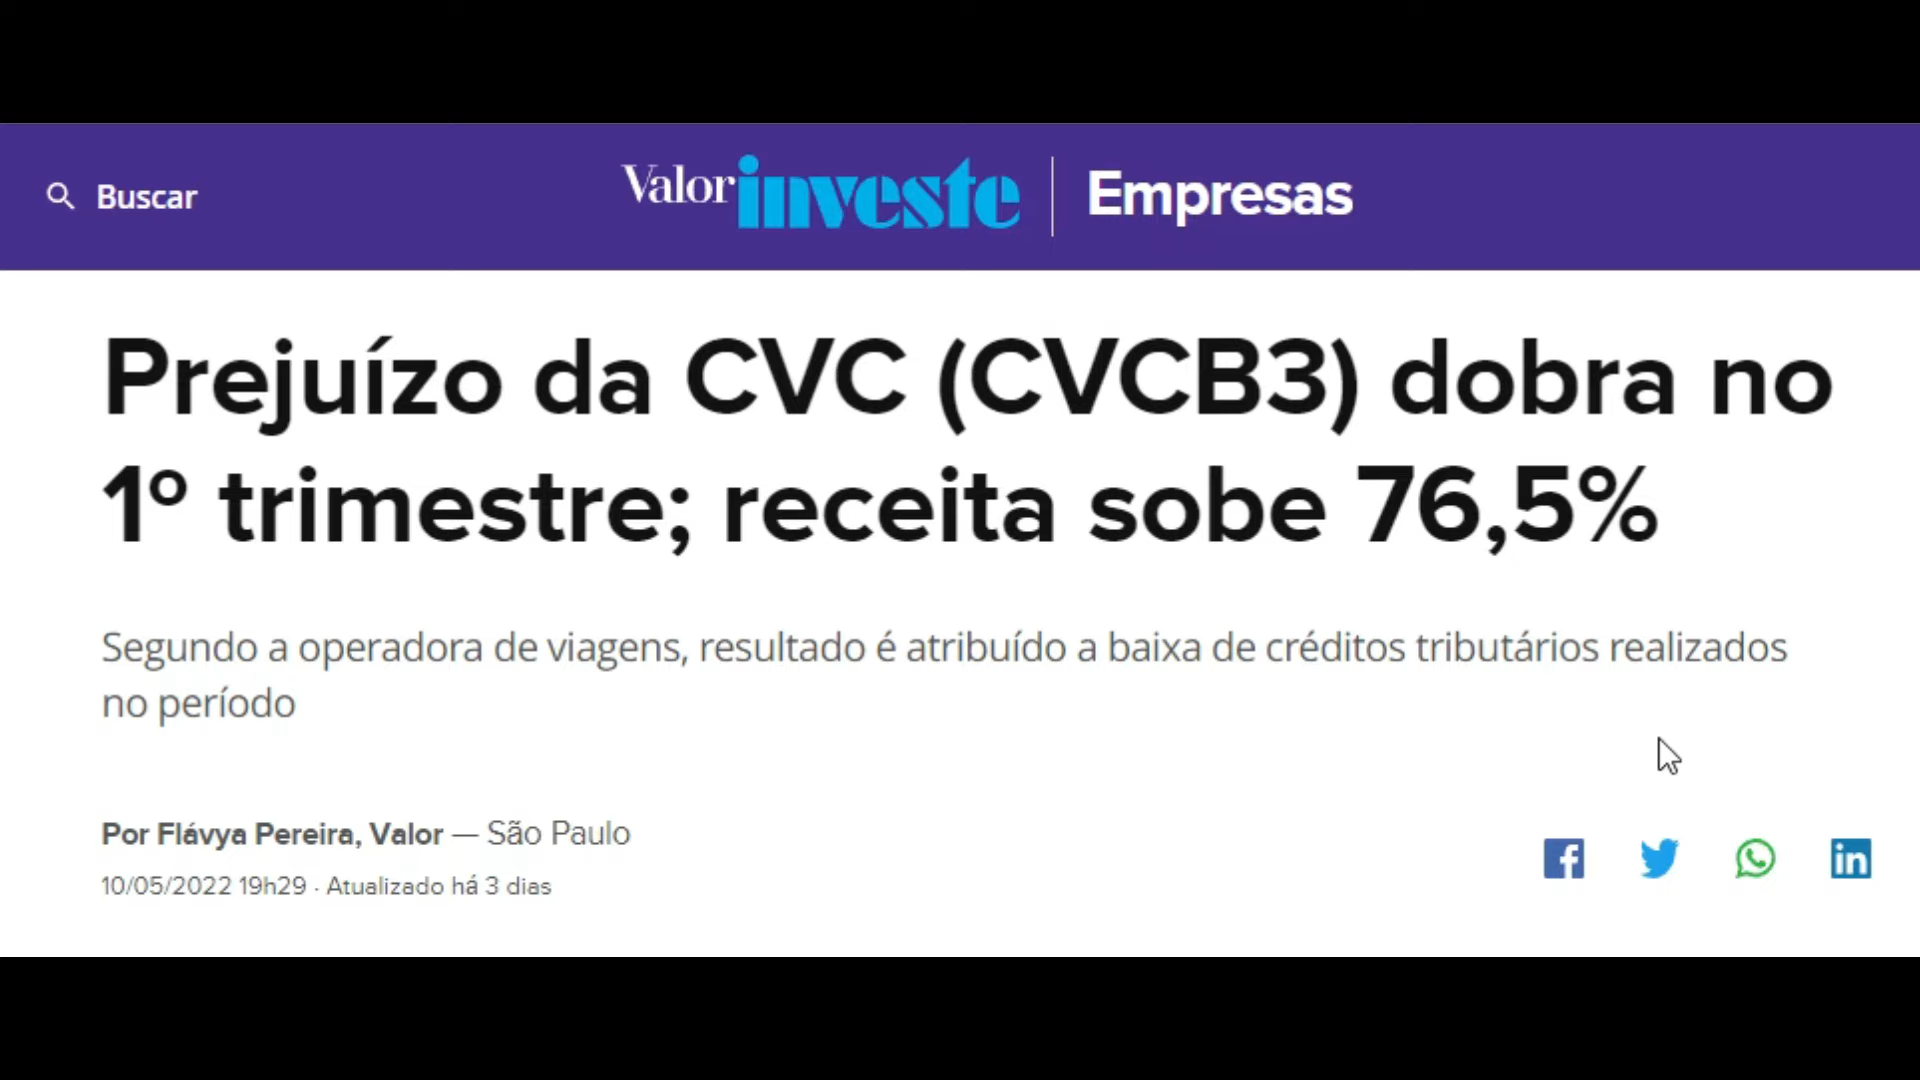 Buscar
Valor investe | Empresas
Prejuízo da CVC (CVCB3) dobra no
1º trimestre; receita sobe 76,5%
Segundo a operadora de viagens, resultado é atribuído a baixa de créditos tributários realizados
no período
Por Flávya Pereira, Valor — São Paulo
10/05/2022 19h29 · Atualizado há 3 dias